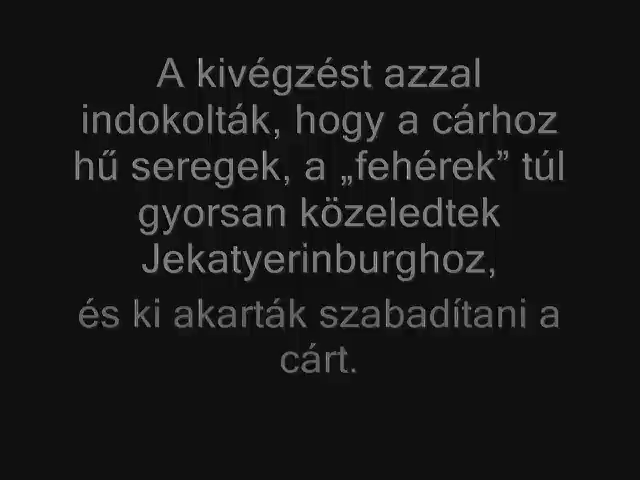 A kivégzést azzal
indokolták, hogy a cárhoz
hű seregek, a „fehérek” túl
gyorsan közeledtek
Jekatyerinburghoz,
és ki akarták szabadítani a
cárt.